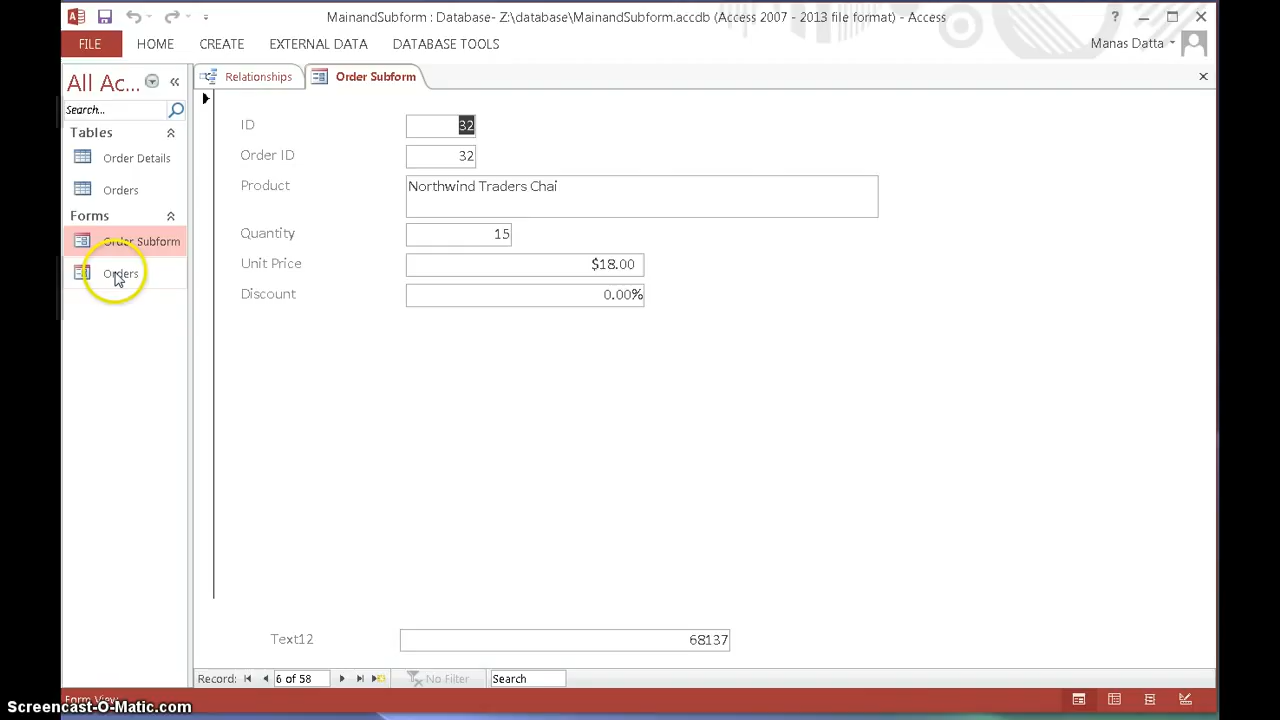 MainandSubform : Database- Z:\database\MainandSubform.accdb (Access 2007 - 2013 file format) - Access
?
FILE HOME CREATE EXTERNAL DATA DATABASE TOOLS Manas Datta
All Ac...
Search...
Tables
Order Details
Orders
Forms
Order Subform
Orders
Relationships Order Subform
ID 32
Order ID 32
Product Northwind Traders Chai
Quantity 15
Unit Price $18.00
Discount 0.00%
Text12 68137
Record: 6 of 58 No Filter Search
Form View
Screencast-O-Matic.com